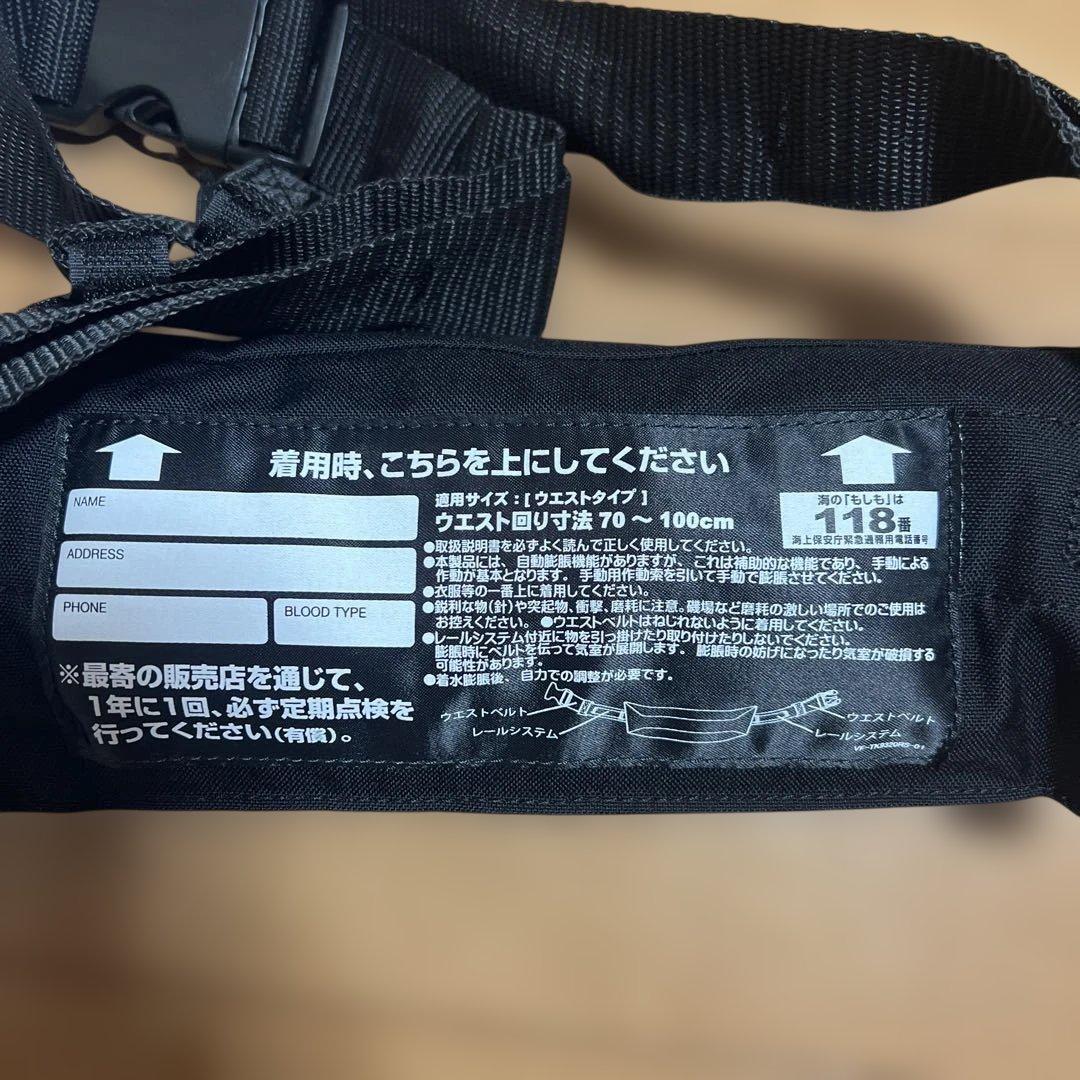 着用時、こちらを上にしてください
NAME
ADDRESS
PHONE
BLOOD TYPE
※最寄の販売店を通じて、
1年に1回、必ず定期点検を
行ってください(有償)。
適用サイズ:[ウエストタイプ]
ウエスト回り寸法 70 ～ 100cm
海の「もしも」は
118番
海上保安庁緊急通報用電話番号
●取扱説明書を必ずよく読んで正しく使用してください。
●本製品には、自動膨脹機能がありますが、これは補助的な機能であり、手動による
作動が基本となります。手動用作動索を引いて手動で膨脹させてください。
●衣服等の一番上に着用してください。
●鋭利な物(針)や突起物、衝撃、磨耗に注意。磯場など磨耗の激しい場所でのご使用は
お控えください。●ウエストベルトはねじれないように着用してください。
●レールシステム付近に物を引っ掛けたり取り付けたりしないでください。
膨脹時にベルトを伝って気室が展開します。膨脹時の妨げになったり気室が破損する
可能性があります。
●着水膨脹後、自力での調整が必要です。
ウエストベルト
レールシステム
ウエストベルト
レールシステム